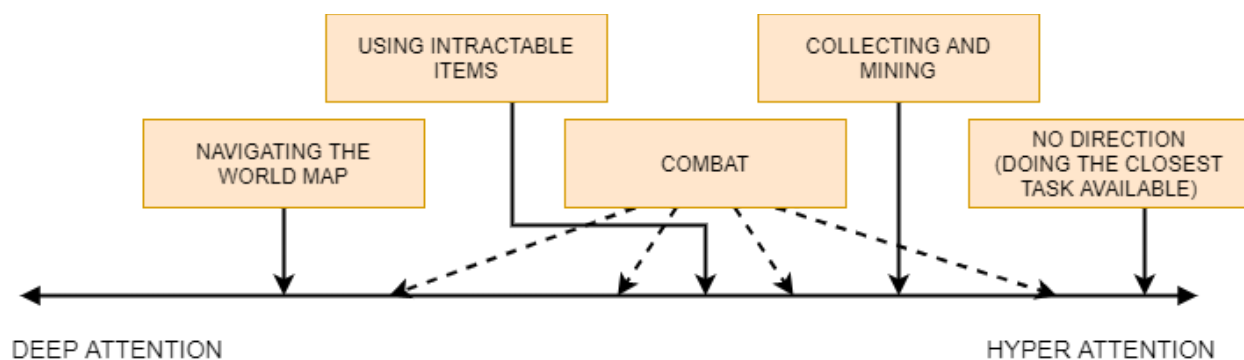 USING INTRACTABLE
ITEMS
COLLECTING AND
MINING
NAVIGATING THE
WORLD MAP
COMBAT
NO DIRECTION
(DOING THE CLOSEST
TASK AVAILABLE)
DEEP ATTENTION
HYPER ATTENTION